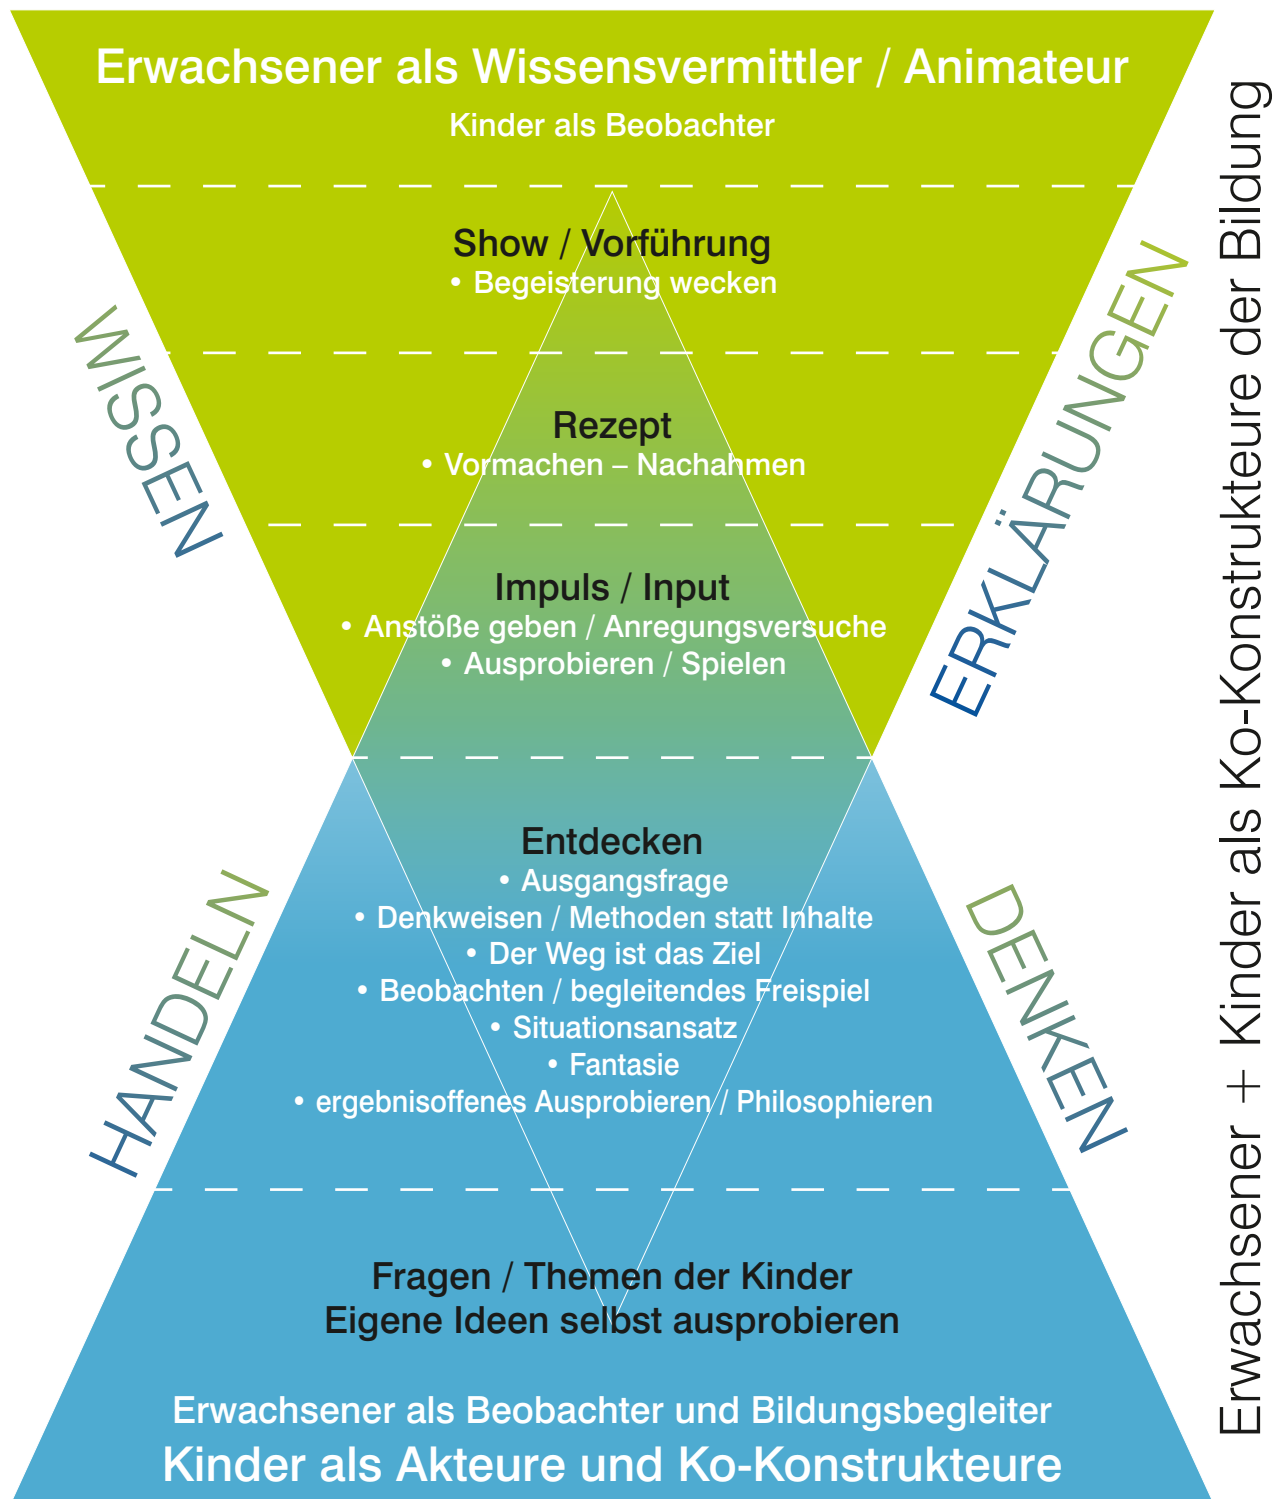 Erwachsener als Wissensvermittler / Animateur
Kinder als Beobachter
Show / Vorführung
• Begeisterung wecken
Rezept
• Vormachen – Nachahmen
Impuls / Input
• Anstöße geben / Anregungsversuche
• Ausprobieren / Spielen
WISSEN
ERKLÄRUNGEN
Entdecken
• Ausgangsfrage
• Denkweisen / Methoden statt Inhalte
• Der Weg ist das Ziel
• Beobachten / begleitendes Freispiel
• Situationsansatz
• Fantasie
• ergebnisoffenes Ausprobieren / Philosophieren
HANDELN
DENKEN
Fragen / Themen der Kinder
Eigene Ideen selbst ausprobieren
Erwachsener als Beobachter und Bildungsbegleiter
Kinder als Akteure und Ko-Konstrukteure
Erwachsener + Kinder als Ko-Konstrukteure der Bildung